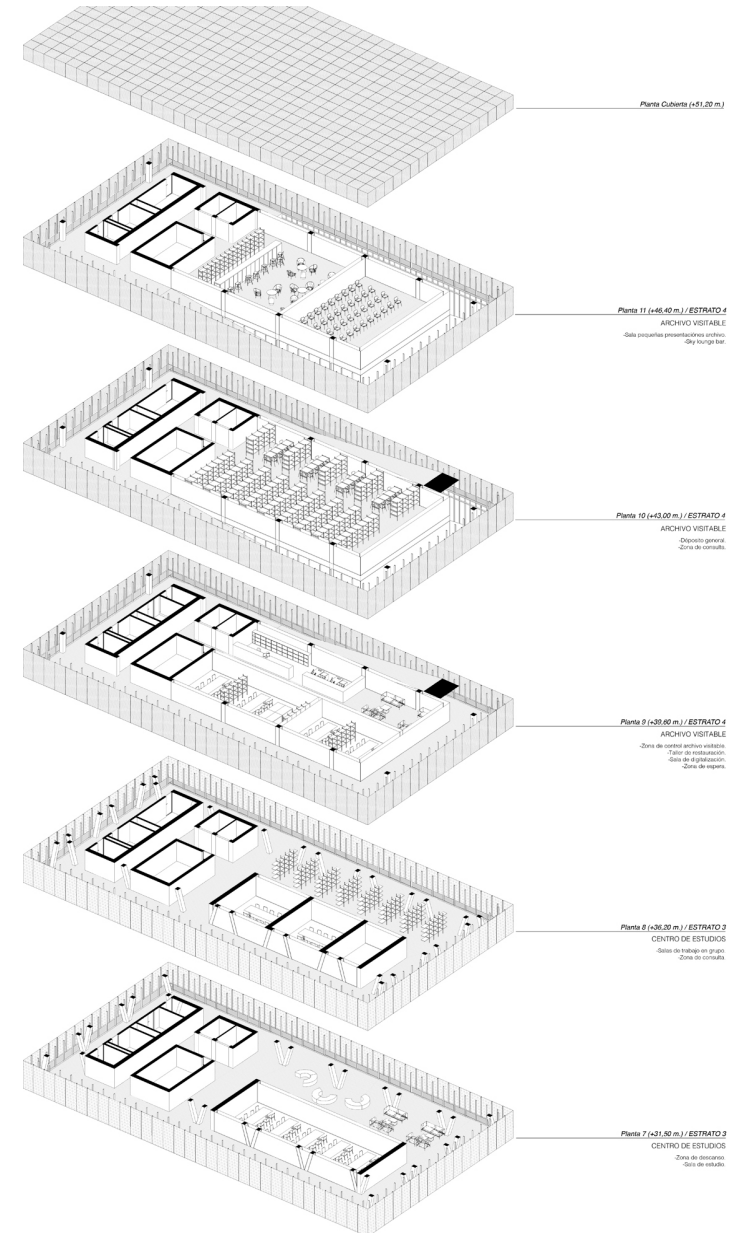 Planta Cubierta (+51,20 m.)
Planta 11 (+46,40 m.) / ESTRATO 4
ARCHIVO VISITABLE
-Sala pequeñas presentaciónes archivo.
-Sky lounge bar.
Planta 10 (+43,00 m.) / ESTRATO 4
ARCHIVO VISITABLE
-Dóposito general.
-Zona de consulta.
Planta 9 (+39,60 m.) / ESTRATO 4
ARCHIVO VISITABLE
-Zona de control archivo visitable.
-Taller de restauración.
-Sala de digitalización.
-Zona de espera.
Planta 8 (+36,20 m.) / ESTRATO 3
CENTRO DE ESTUDIOS
-Salas de trabajo en grupo.
-Zona de consulta.
Planta 7 (+31,50 m.) / ESTRATO 3
CENTRO DE ESTUDIOS
-Zona de descanso.
-Sala de estudio.